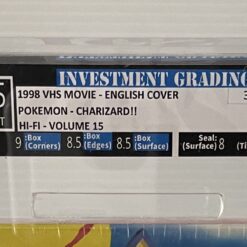 INVESTMENT GRADING
1998 VHS MOVIE - ENGLISH COVER
POKEMON - CHARIZARD!!
HI-FI - VOLUME 15
9 :Box (Corners) 8.5 :Box (Edges) 8.5 :Box (Surface) Seal: (Surface) 8